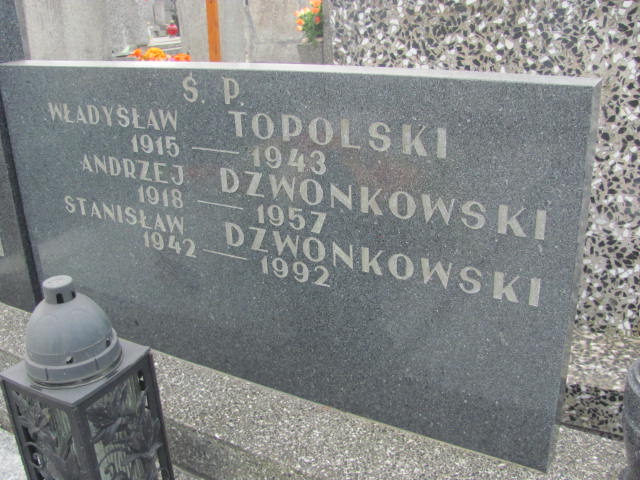 Ś. P.
WŁADYSŁAW TOPOLSKI
1915 — 1943
ANDRZEJ DZWONKOWSKI
1918 — 1957
STANISŁAW DZWONKOWSKI
1942 — 1992